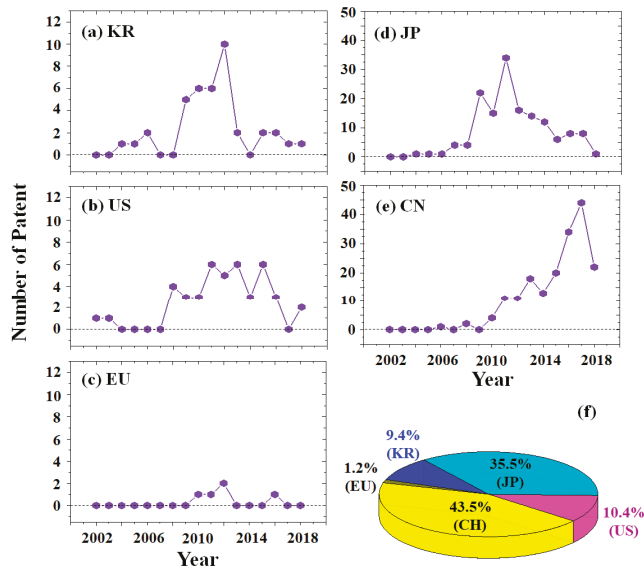 Number of Patent
(a) KR
12
10
8
6
4
2
0
(b) US
12
10
8
6
4
2
0
(c) EU
12
10
8
6
4
2
0
2002 2006 2010 2014 2018
Year
(d) JP
50
40
30
20
10
0
(e) CN
50
40
30
20
10
0
2002 2006 2010 2014 2018
Year
(f)
9.4%
(KR)
35.5%
(JP)
1.2%
(EU)
43.5%
(CH)
10.4%
(US)